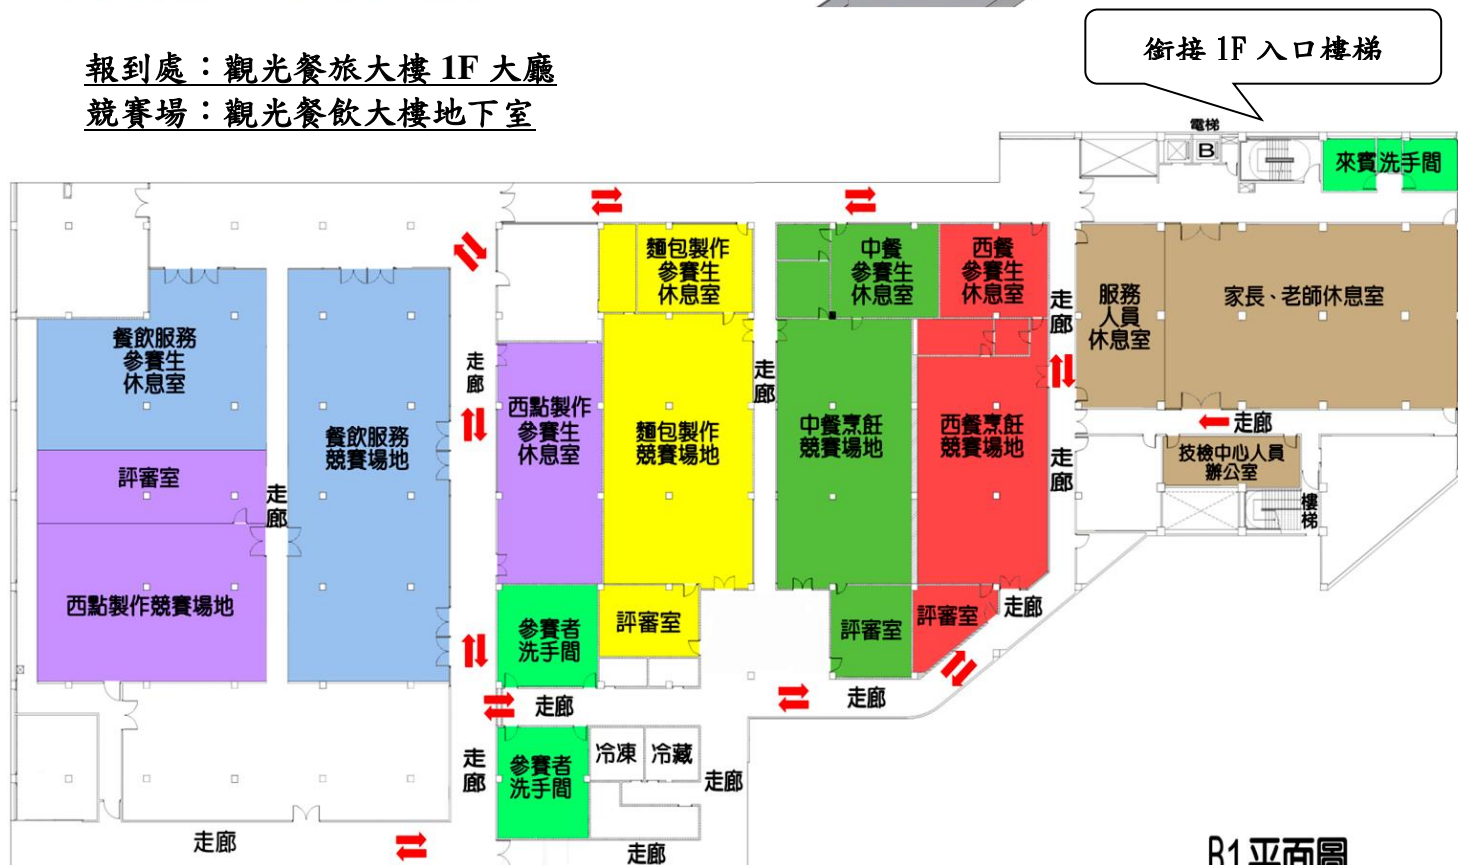 報到處：觀光餐旅大樓 1F 大廳
競賽場：觀光餐飲大樓地下室
銜接 1F 入口樓梯
電梯
B
來賓洗手間
麵包製作
參賽生
休息室
中餐
參賽生
休息室
西餐
參賽生
休息室
走廊
服務
人員
休息室
家長、老師休息室
餐飲服務
參賽生
休息室
走廊
走廊
西點製作
參賽生
休息室
麵包製作
競賽場地
中餐烹飪
競賽場地
西餐烹飪
競賽場地
走廊
餐飲服務
競賽場地
走廊
技檢中心人員
辦公室
評審室
走廊
樓梯
西點製作競賽場地
參賽者
洗手間
評審室
評審室
評審室
走廊
走廊
走廊
走廊
參賽者
洗手間
冷凍
冷藏
走廊
走廊
走廊
B1平面圖